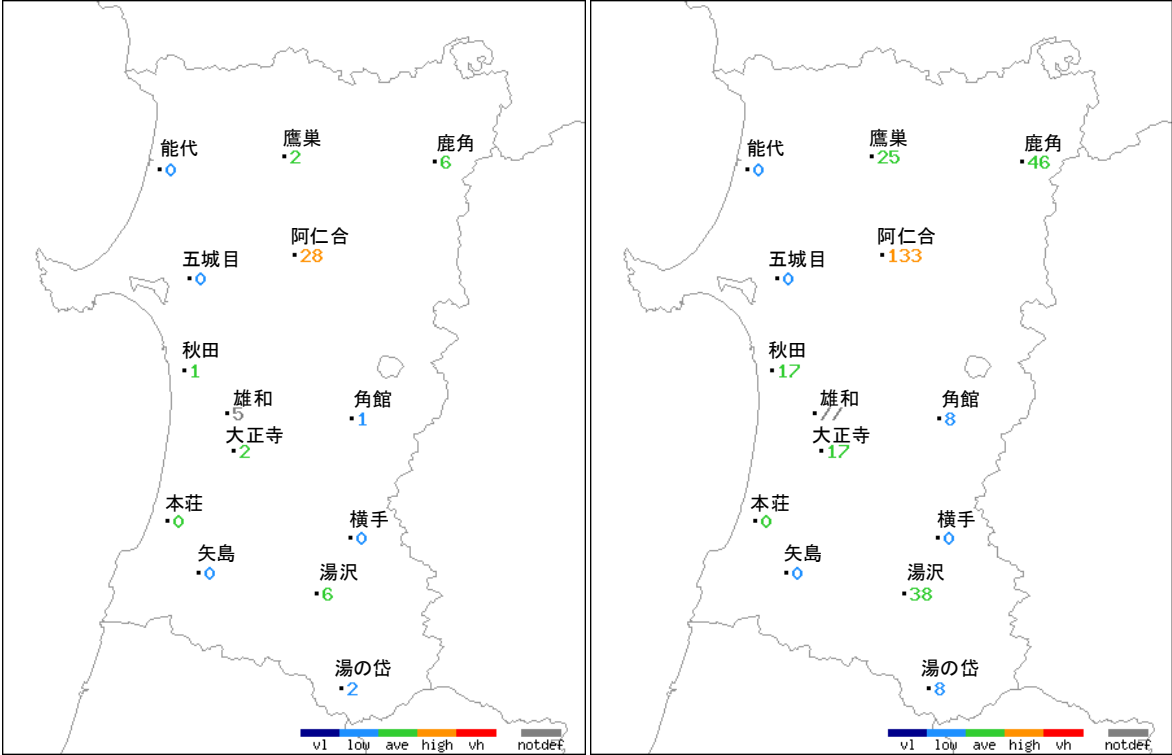 能代
0
鷹巣
2
鹿角
6
阿仁合
28
五城目
0
秋田
1
雄和
5
角館
1
大正寺
2
本荘
0
横手
0
矢島
0
湯沢
6
湯の岱
2
vl low ave high vh notdef
能代
0
鷹巣
25
鹿角
46
阿仁合
133
五城目
0
秋田
17
雄和
//
角館
8
大正寺
17
本荘
0
横手
0
矢島
0
湯沢
38
湯の岱
8
vl low ave high vh notdef